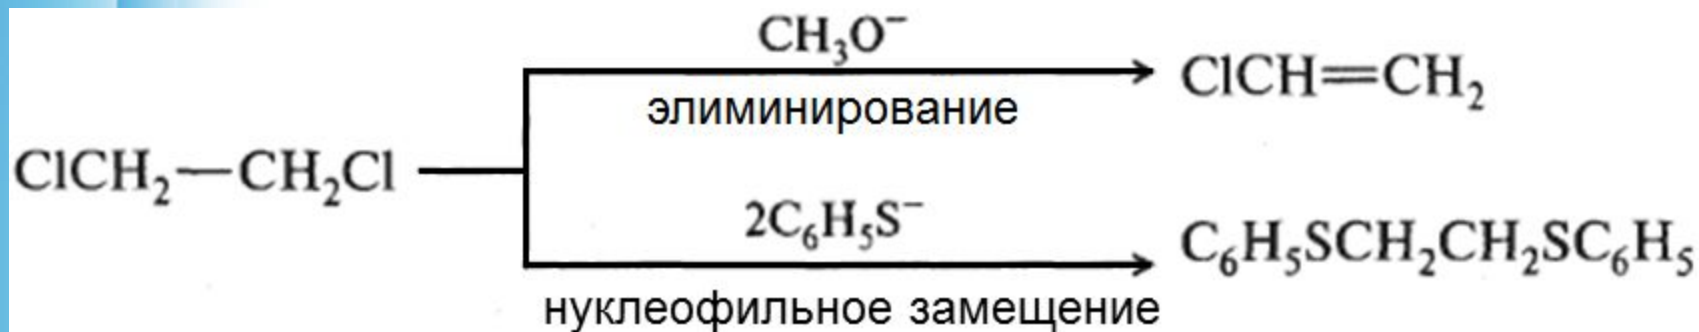 CH₃O⁻
ClCH=CH₂
элиминирование
ClCH₂—CH₂Cl
2C₆H₅S⁻
C₆H₅SCH₂CH₂SC₆H₅
нуклеофильное замещение